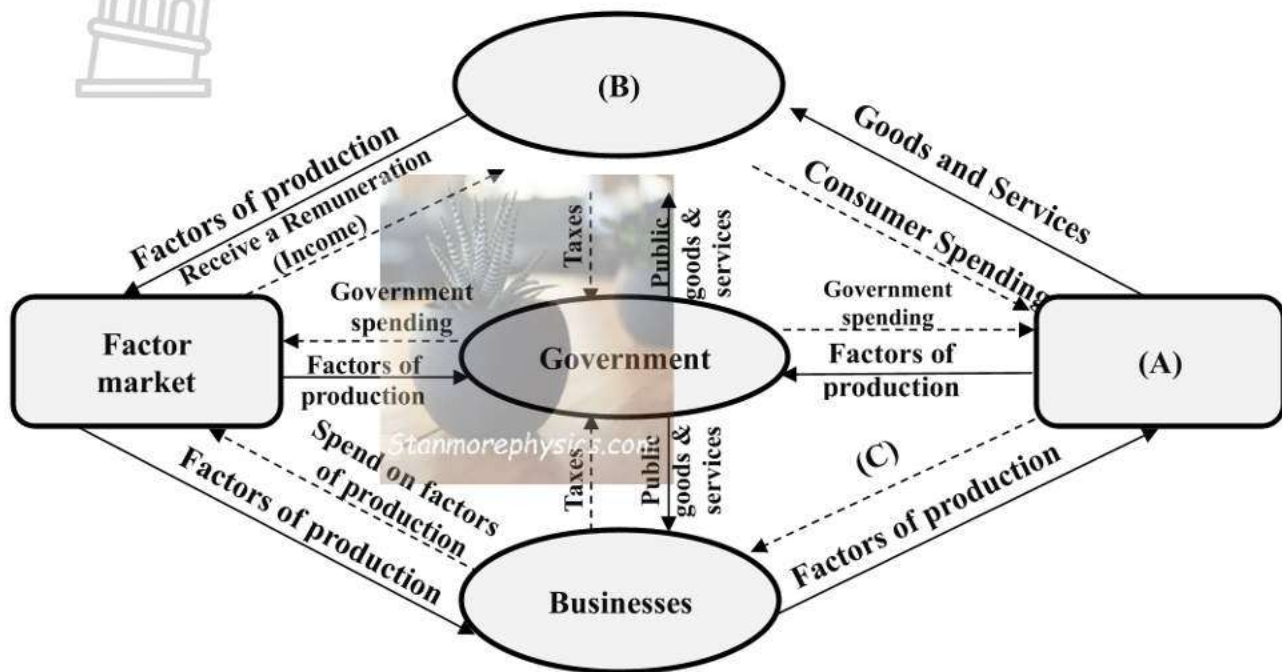 (B)
Factors of production
Receive a Remuneration
(Income)
Goods and Services
Consumer Spending
Taxes
Public
goods &
services
Government
spending
Government
spending
Factor
market
Government
(A)
Factors of
production
Factors of
production
Stanmorephysics.com
Spend on factors
of production
Factors of production
Taxes
Public
goods &
services
(C)
Factors of production
Businesses